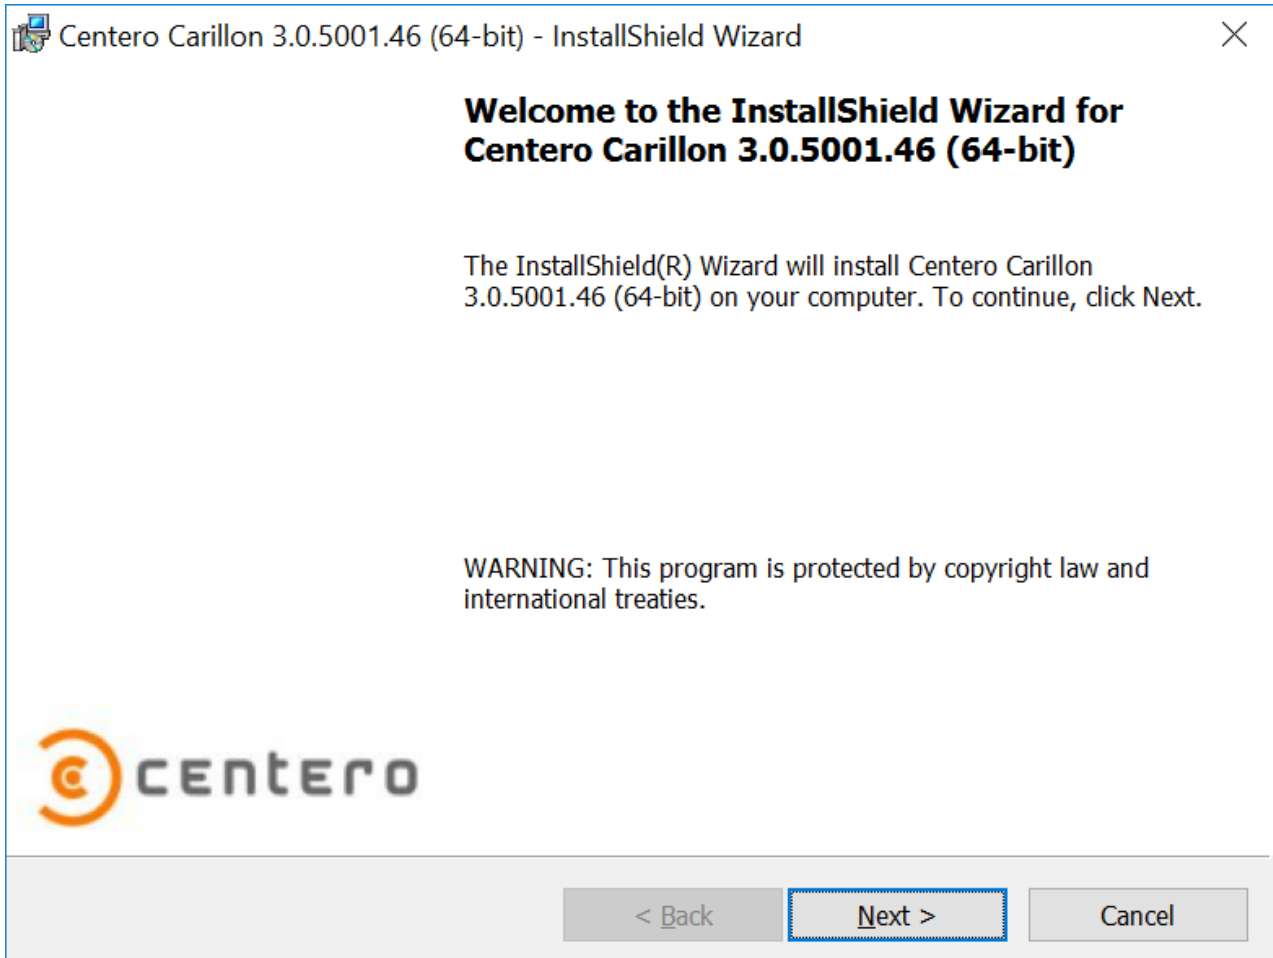 Centero Carillon 3.0.5001.46 (64-bit) - InstallShield Wizard
Welcome to the InstallShield Wizard for
Centero Carillon 3.0.5001.46 (64-bit)
The InstallShield(R) Wizard will install Centero Carillon
3.0.5001.46 (64-bit) on your computer. To continue, click Next.
WARNING: This program is protected by copyright law and
international treaties.
centero
< Back
Next >
Cancel